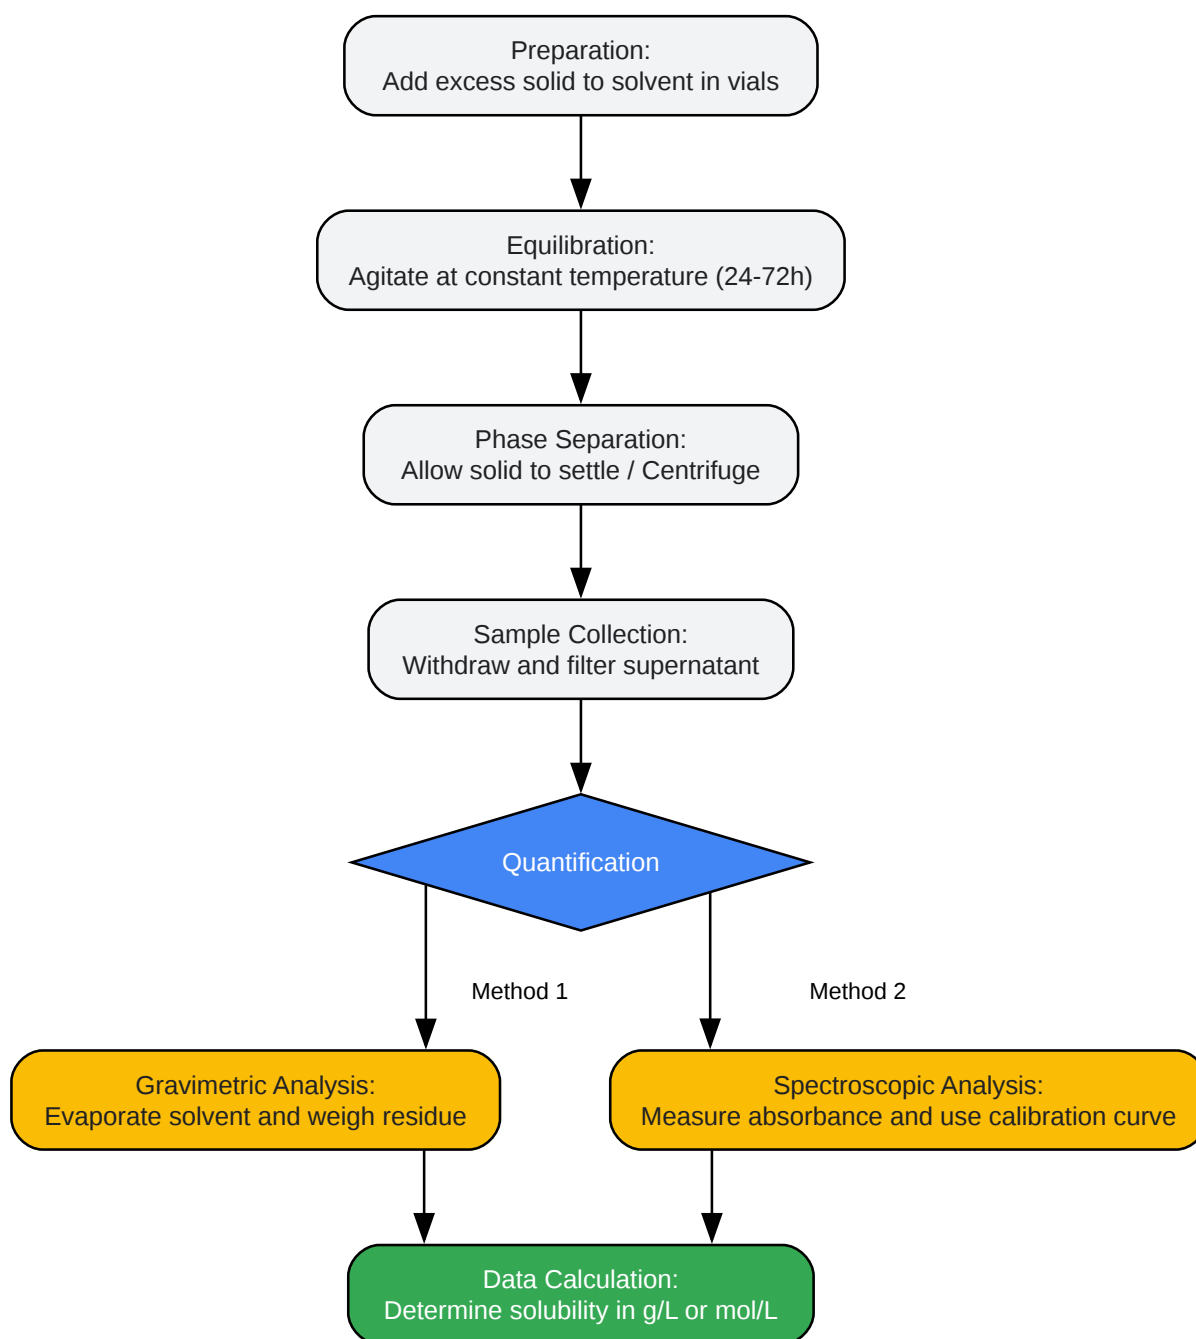 Preparation:
Add excess solid to solvent in vials
Equilibration:
Agitate at constant temperature (24-72h)
Phase Separation:
Allow solid to settle / Centrifuge
Sample Collection:
Withdraw and filter supernatant
Quantification
Method 1
Method 2
Gravimetric Analysis:
Evaporate solvent and weigh residue
Spectroscopic Analysis:
Measure absorbance and use calibration curve
Data Calculation:
Determine solubility in g/L or mol/L